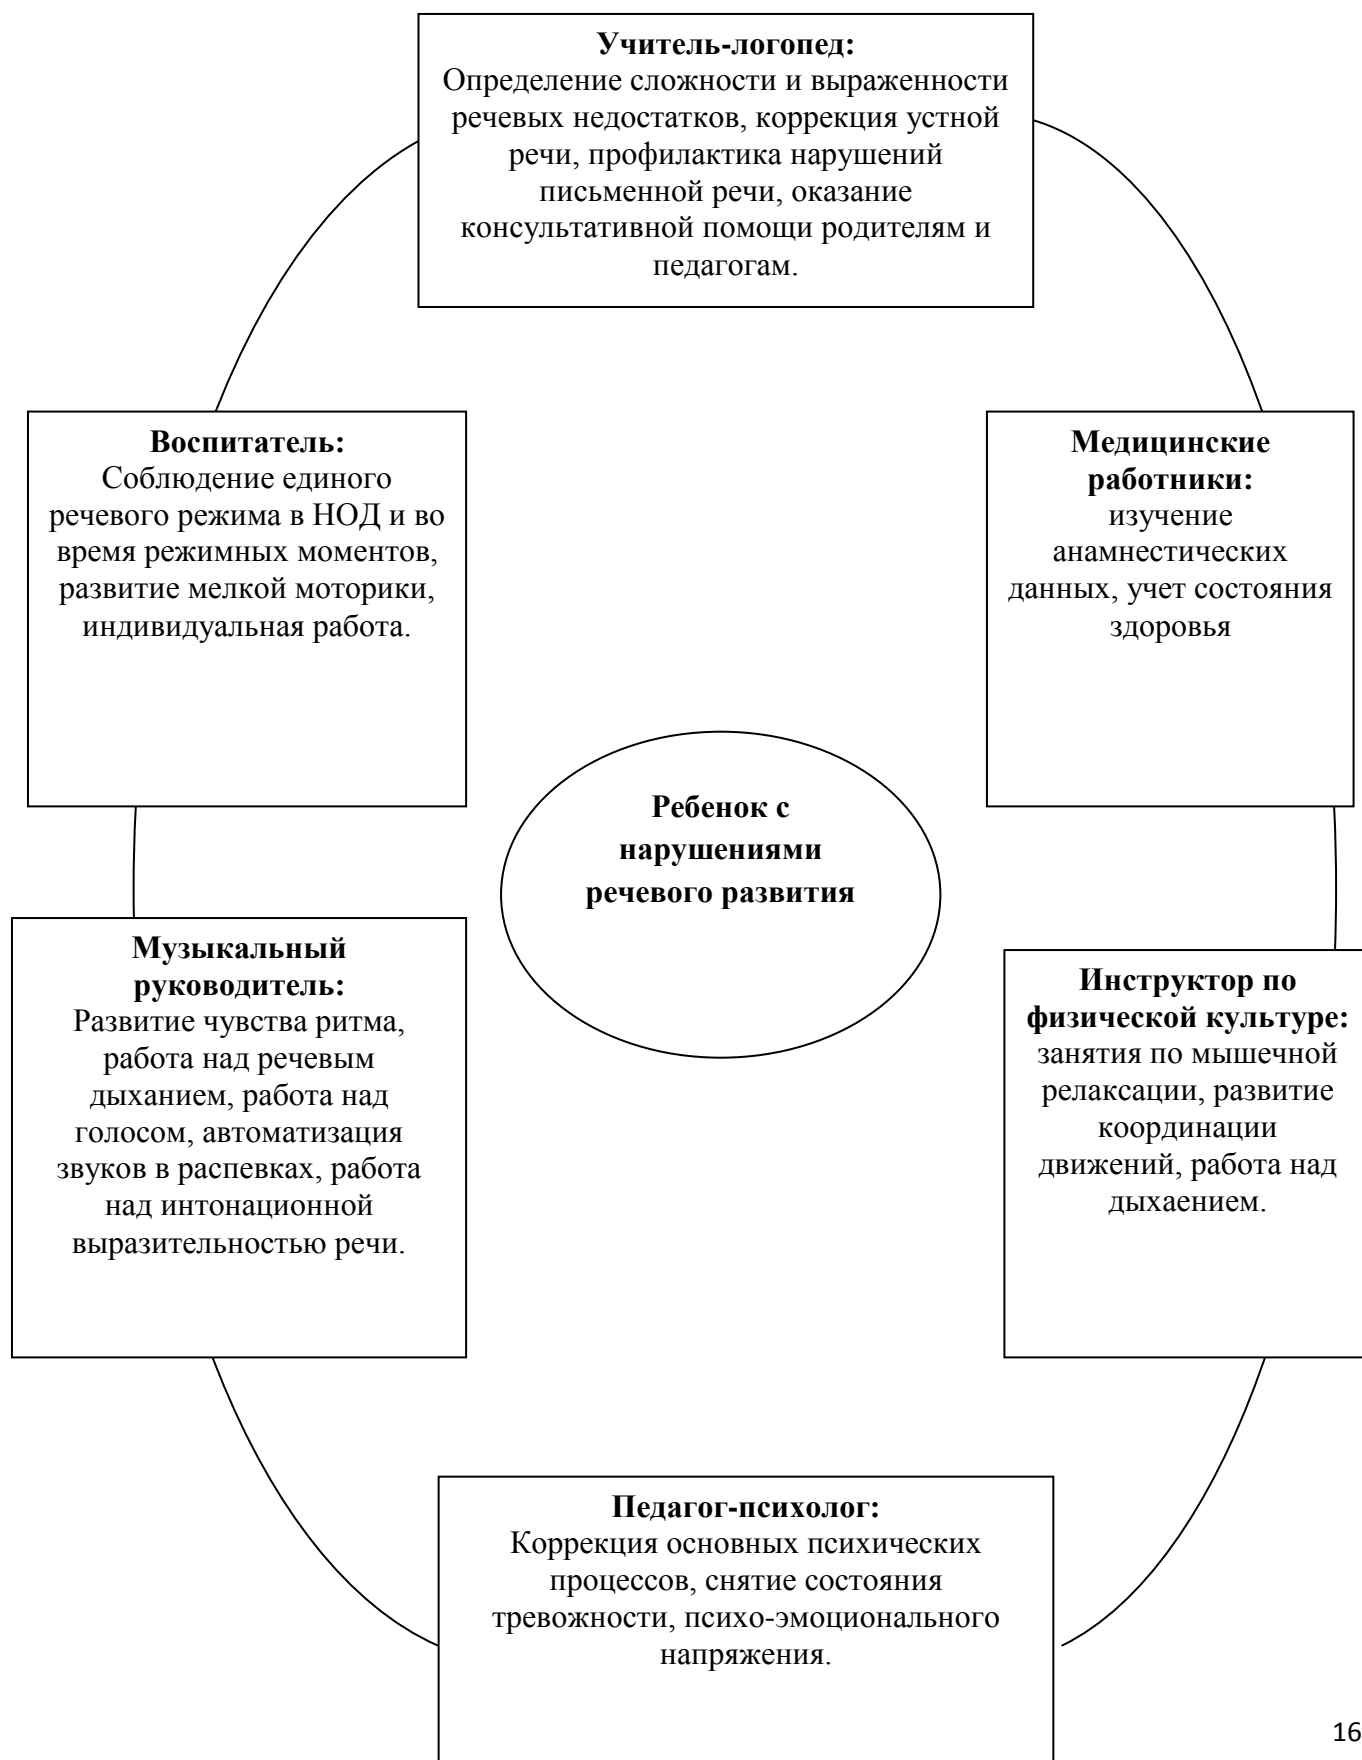 Учитель-логопед:
Определение сложности и выраженности
речевых недостатков, коррекция устной
речи, профилактика нарушений
письменной речи, оказание
консультативной помощи родителям и
педагогам.
Воспитатель:
Соблюдение единого
речевого режима в НОД и во
время режимных моментов,
развитие мелкой моторики,
индивидуальная работа.
Медицинские
работники:
изучение
анамнестических
данных, учет состояния
здоровья
Ребенок с
нарушениями
речевого развития
Музыкальный
руководитель:
Развитие чувства ритма,
работа над речевым
дыханием, работа над
голосом, автоматизация
звуков в распевках, работа
над интонационной
выразительностью речи.
Инструктор по
физической культуре:
занятия по мышечной
релаксации, развитие
координации
движений, работа над
дыхаением.
Педагог-психолог:
Коррекция основных психических
процессов, снятие состояния
тревожности, психо-эмоционального
напряжения.
16